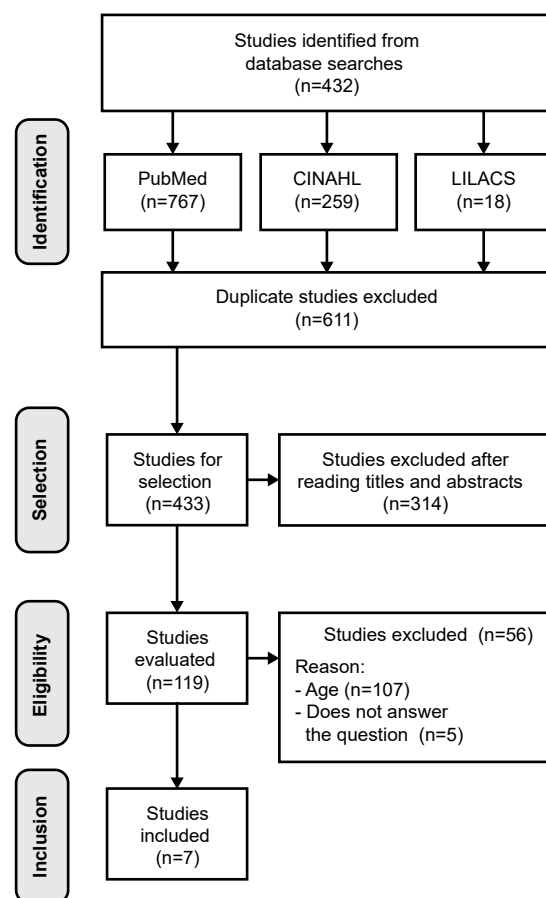 Studies identified from
database searches
(n=432)
Identification
PubMed
(n=767)
CINAHL
(n=259)
LILACS
(n=18)
Duplicate studies excluded
(n=611)
Selection
Studies for
selection
(n=433)
Studies excluded after
reading titles and abstracts
(n=314)
Eligibility
Studies
evaluated
(n=119)
Studies excluded (n=56)
Reason:
- Age (n=107)
- Does not answer
the question (n=5)
Inclusion
Studies
included
(n=7)